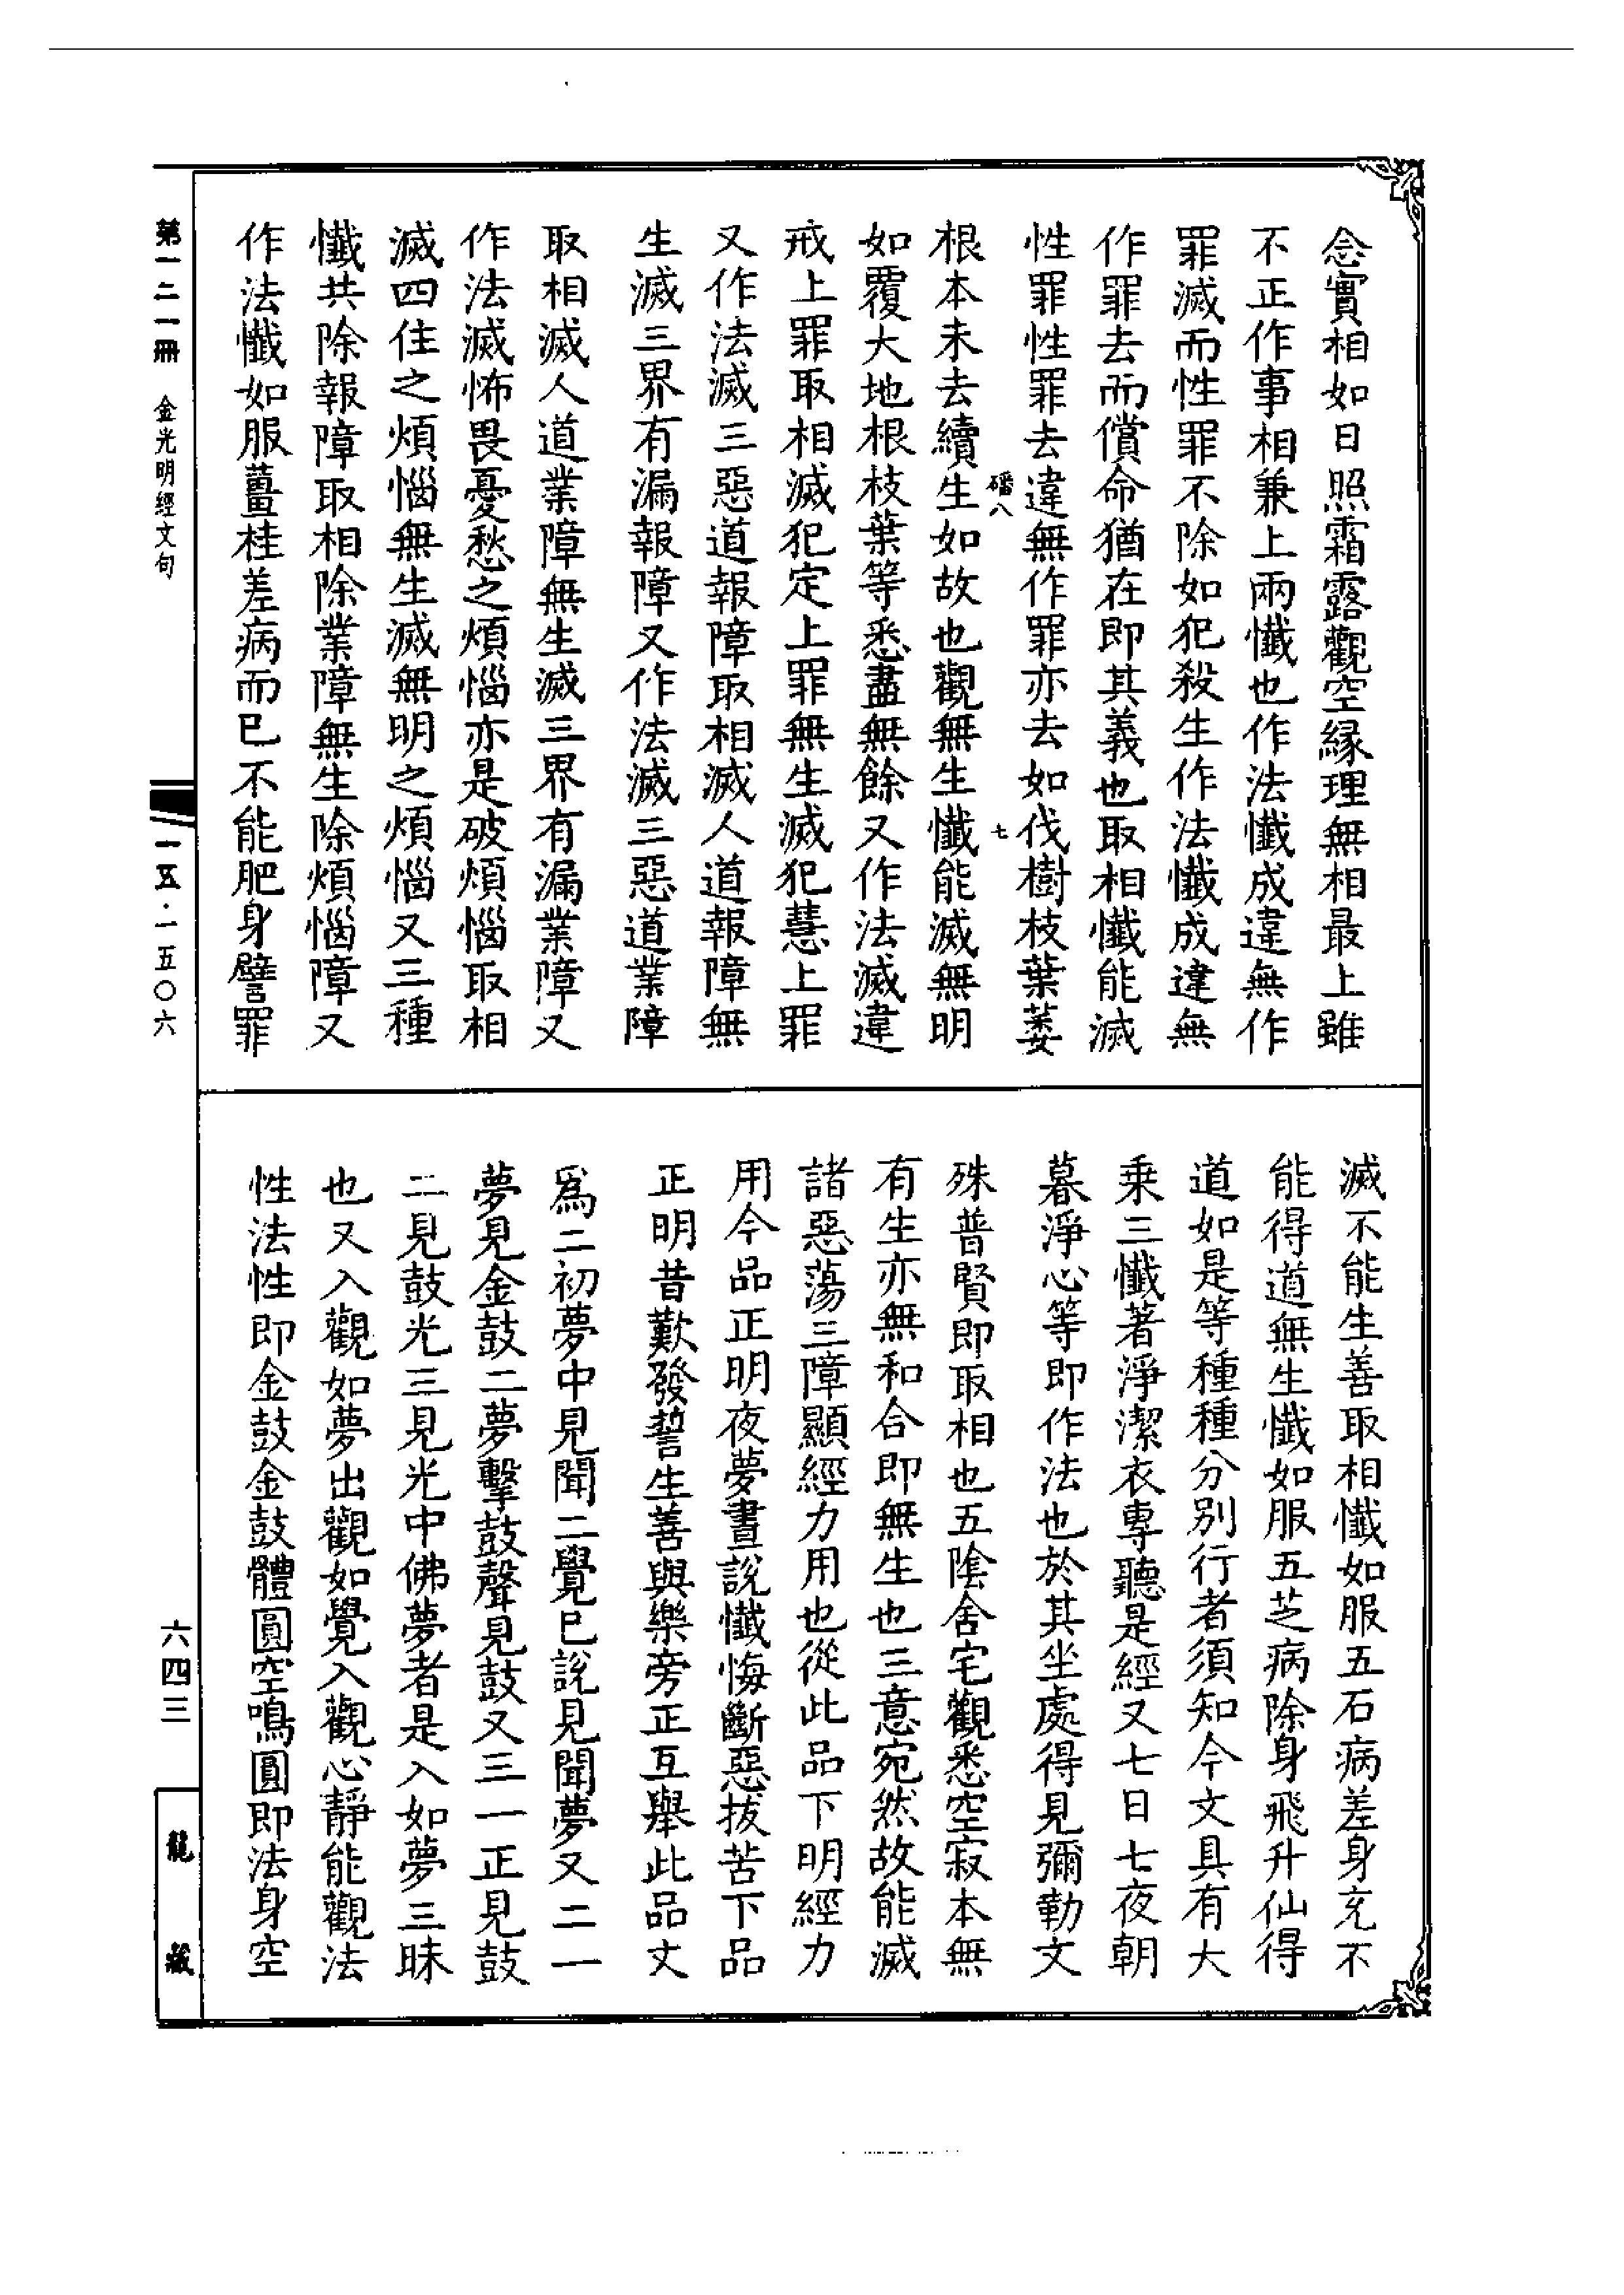 念實相如日照霜露觀空緣理無相最上雖
不正作事相兼上兩懺也作法懺成違無作
罪滅而性罪不除如犯殺生作法懺成違無
作罪去而償命猶在即其義也取相懺能滅
性罪性罪去違無作罪亦去如伐樹枝葉萎
磻八
七
根本未去續生如故也觀無生懺能滅無明
如覆大地根枝葉等悉盡無餘又作法滅違
戒上罪取相滅犯定上罪無生滅犯慧上罪
又作法滅三惡道報障取相滅人道報障無
生滅三界有漏報障又作法滅三惡道業障
取相滅人道業障無生滅三界有漏業障又
作法滅怖畏憂愁之煩惱亦是破煩惱取相
滅四住之煩惱無生滅無明之煩惱又三種
懺共除報障取相除業障無生除煩惱障又
作法懺如服薑桂差病而已不能肥身譬罪
滅不能生善取相懺如服五石病差身充不
能得道無生懺如服五芝病除身飛升仙得
道如是等種種分別行者須知今文具有大
乘三懺著淨潔衣專聽是經又七日七夜朝
暮淨心等即作法也於其坐處得見彌勒文
殊普賢即取相也五陰舍宅觀悉空寂本無
有生亦無和合即無生也三意宛然故能滅
諸惡蕩三障顯經力用也從此品下明經力
用今品正明夜夢晝說懺悔斷惡拔苦下品
正明昔歎發誓生善與樂旁正互舉此品文
爲二初夢中見聞二覺已說見聞夢又二一
夢見金鼓二夢擊鼓聲見鼓又三一正見鼓
二見鼓光三見光中佛夢者是入如夢三昧
也又入觀如夢出觀如覺入觀心靜能觀法
性法性即金鼓金鼓體圓空鳴圓即法身空
第一二一冊 金光明經文句
一五·一五〇六
六四三
龍藏